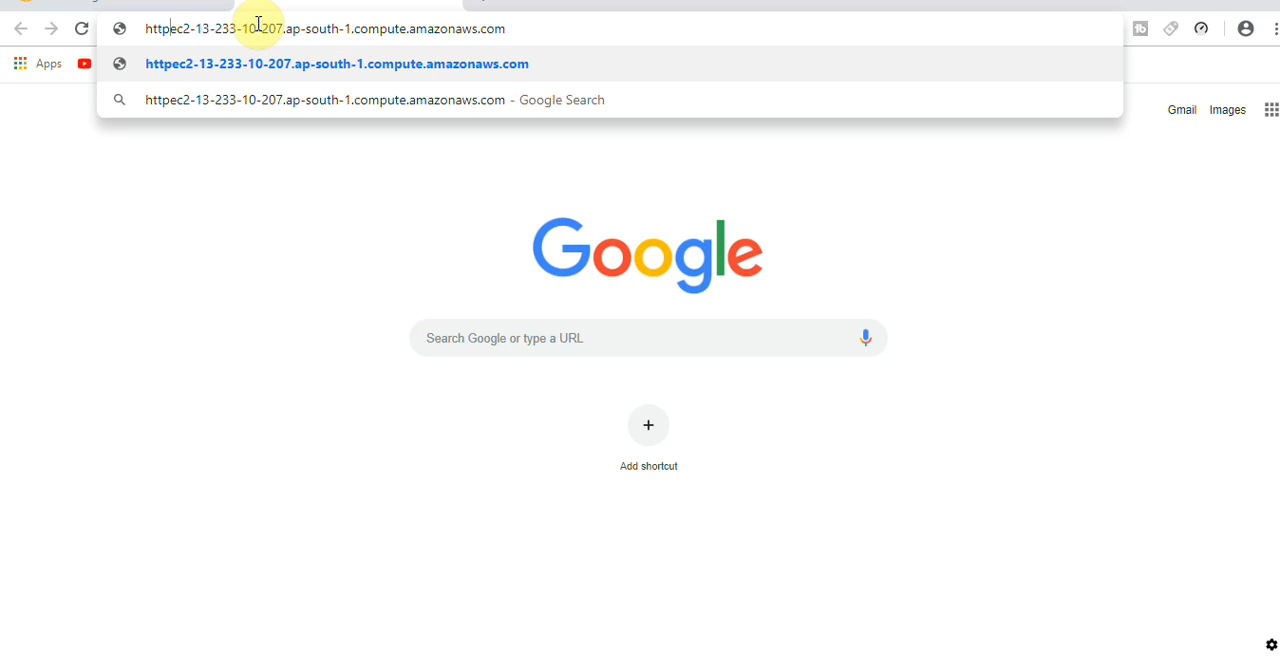 httpec2-13-233-10-207.ap-south-1.compute.amazonaws.com
httpec2-13-233-10-207.ap-south-1.compute.amazonaws.com
httpec2-13-233-10-207.ap-south-1.compute.amazonaws.com - Google Search
tb
Apps
Gmail Images
Google
Search Google or type a URL
Add shortcut